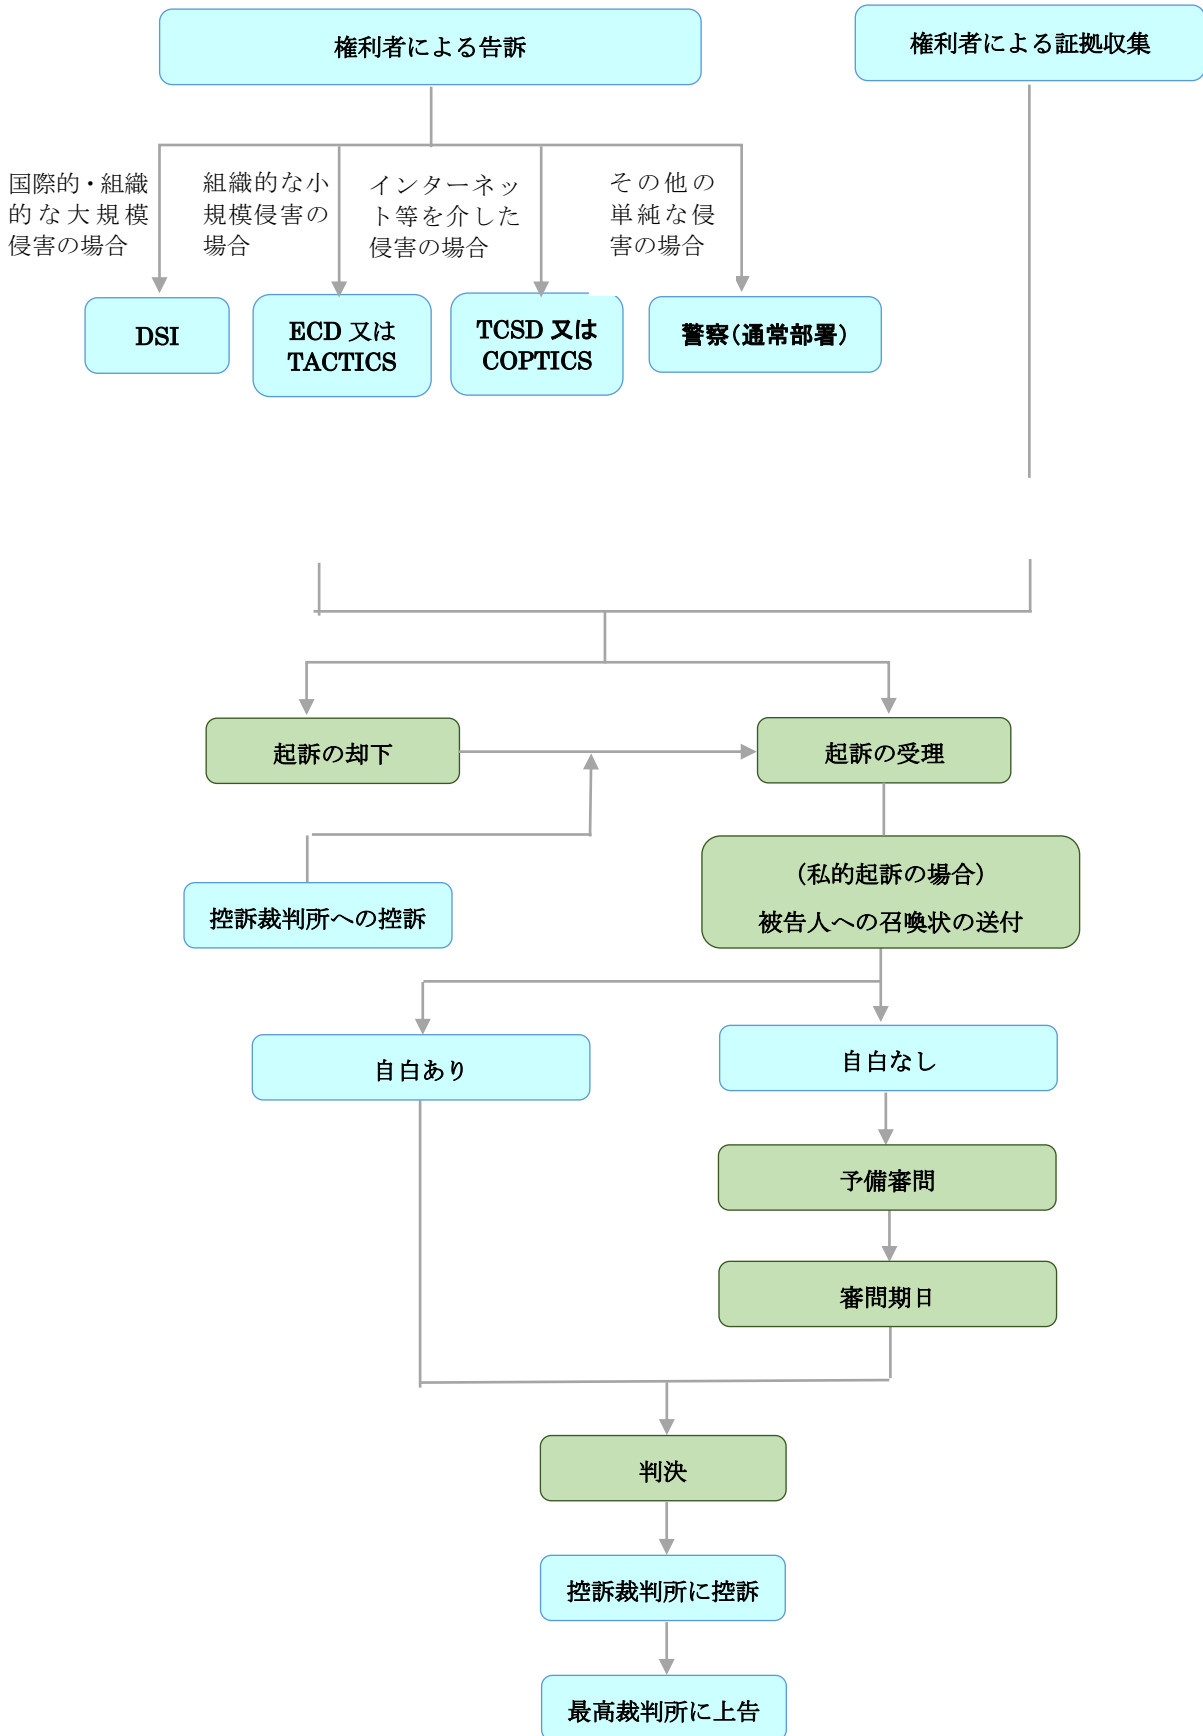 権利者による告訴
権利者による証拠収集
国際的・組織
的な大規模
侵害の場合
組織的な小
規模侵害の
場合
インターネッ
ト等を介した
侵害の場合
その他の
単純な侵
害の場合
DSI
ECD 又は
TACTICS
TCSD 又は
COPTICS
警察（通常部署）
起訴の却下
起訴の受理
控訴裁判所への控訴
（私的起訴の場合）
被告人への召喚状の送付
自白あり
自白なし
予備審問
審問期日
判決
控訴裁判所に控訴
最高裁判所に上告